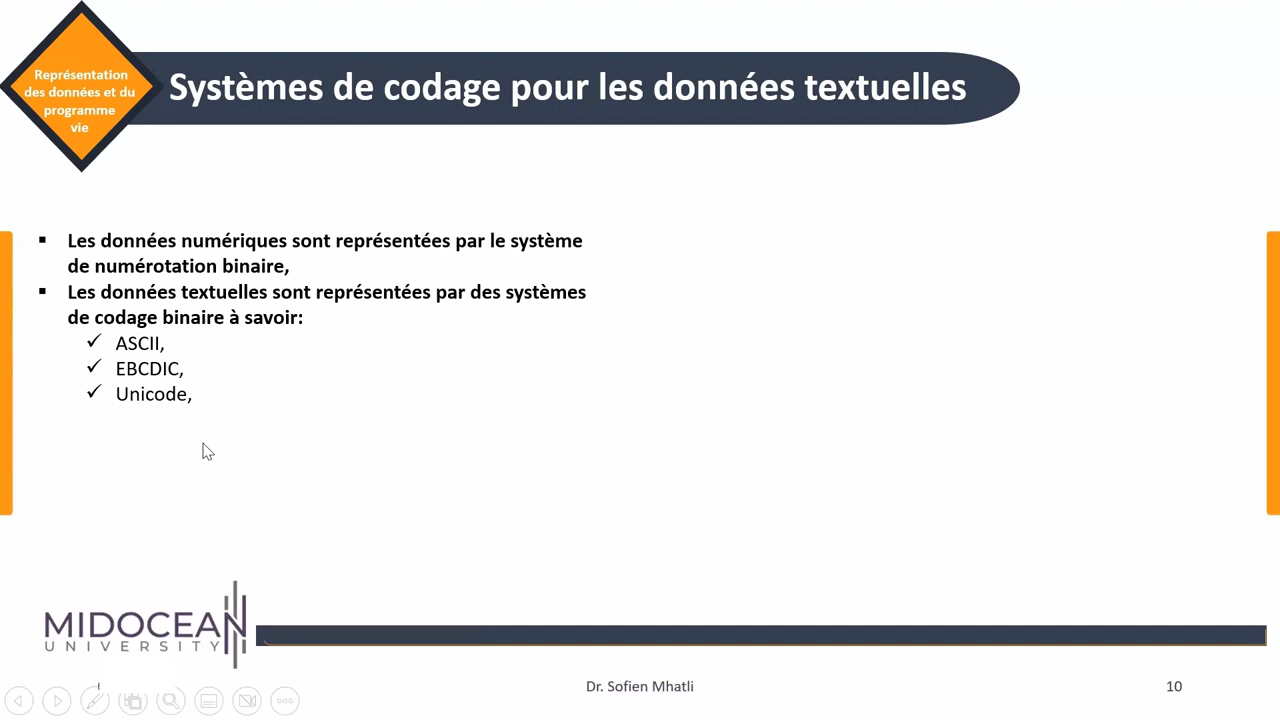 Représentation
des données et du
programme
vie
Systèmes de codage pour les données textuelles
▪ Les données numériques sont représentées par le système
de numérotation binaire,
▪ Les données textuelles sont représentées par des systèmes
de codage binaire à savoir:
✓ ASCII,
✓ EBCDIC,
✓ Unicode,
MIDOCEAN
UNIVERSITY
Dr. Sofien Mhatli
10